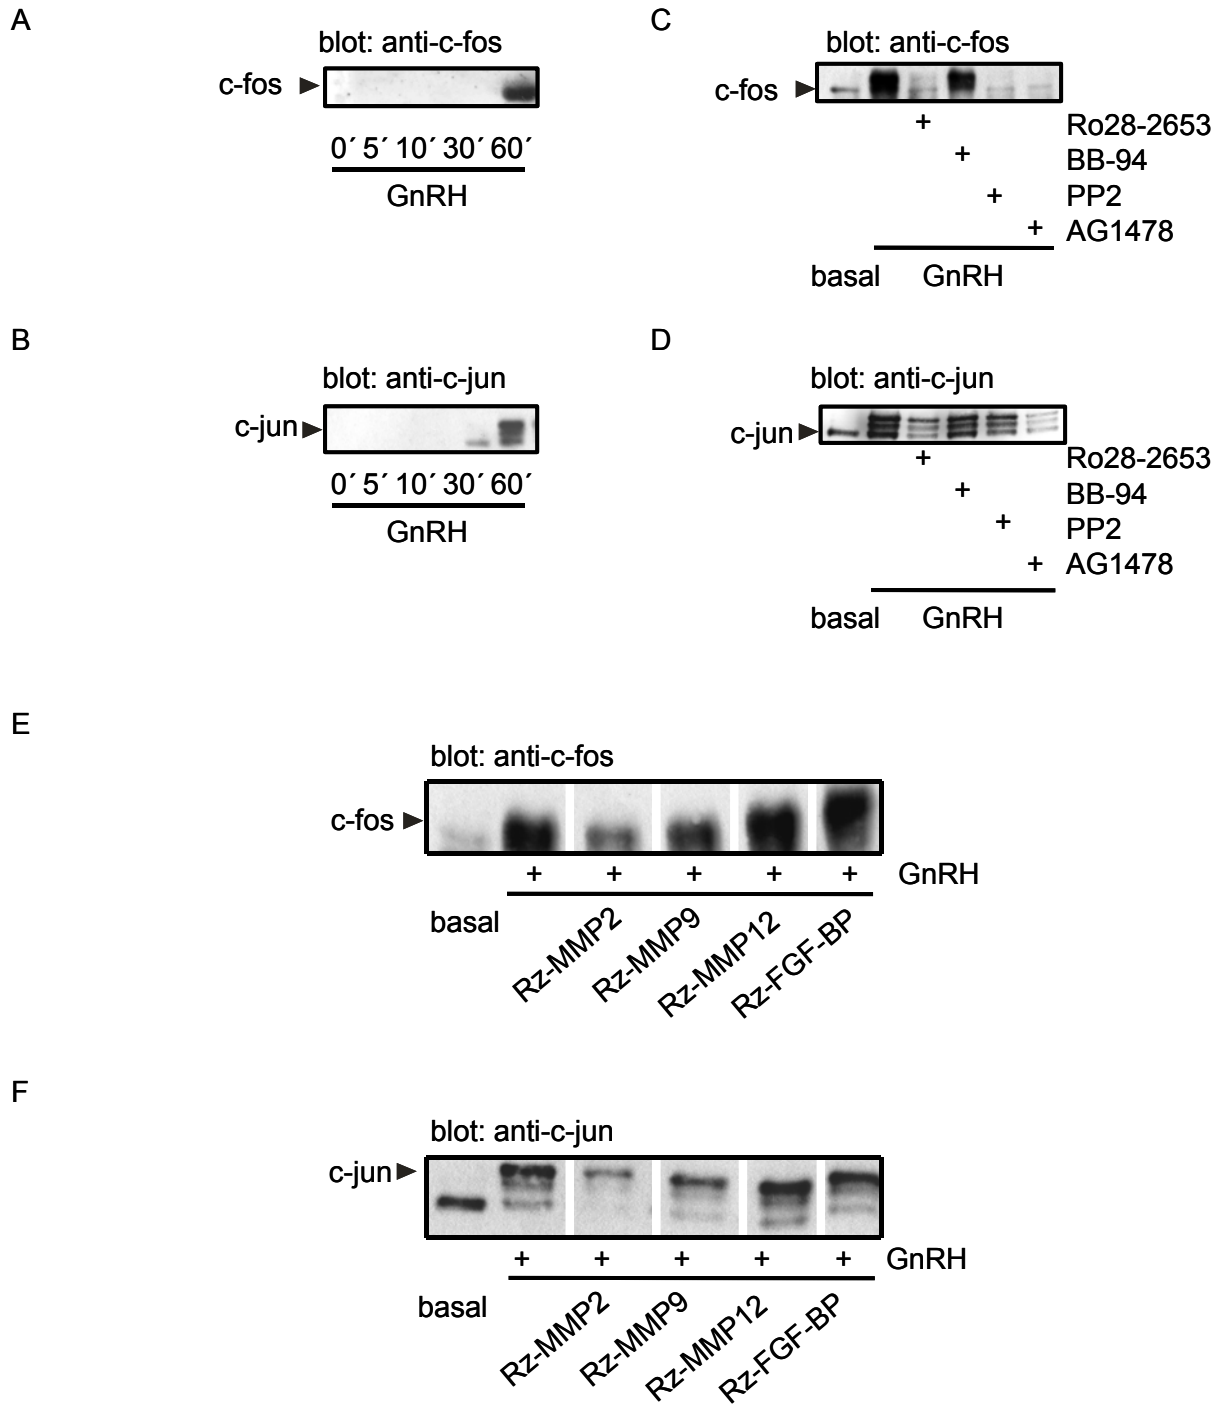 A
blot: anti-c-fos
c-fos
0´ 5´ 10´ 30´ 60´
GnRH
C
blot: anti-c-fos
c-fos
+ Ro28-2653
+ BB-94
+ PP2
+ AG1478
basal GnRH
B
blot: anti-c-jun
c-jun
0´ 5´ 10´ 30´ 60´
GnRH
D
blot: anti-c-jun
c-jun
+ Ro28-2653
+ BB-94
+ PP2
+ AG1478
basal GnRH
E
blot: anti-c-fos
c-fos
+ + + + + GnRH
basal Rz-MMP2 Rz-MMP9 Rz-MMP12 Rz-FGF-BP
F
blot: anti-c-jun
c-jun
+ + + + + GnRH
basal Rz-MMP2 Rz-MMP9 Rz-MMP12 Rz-FGF-BP